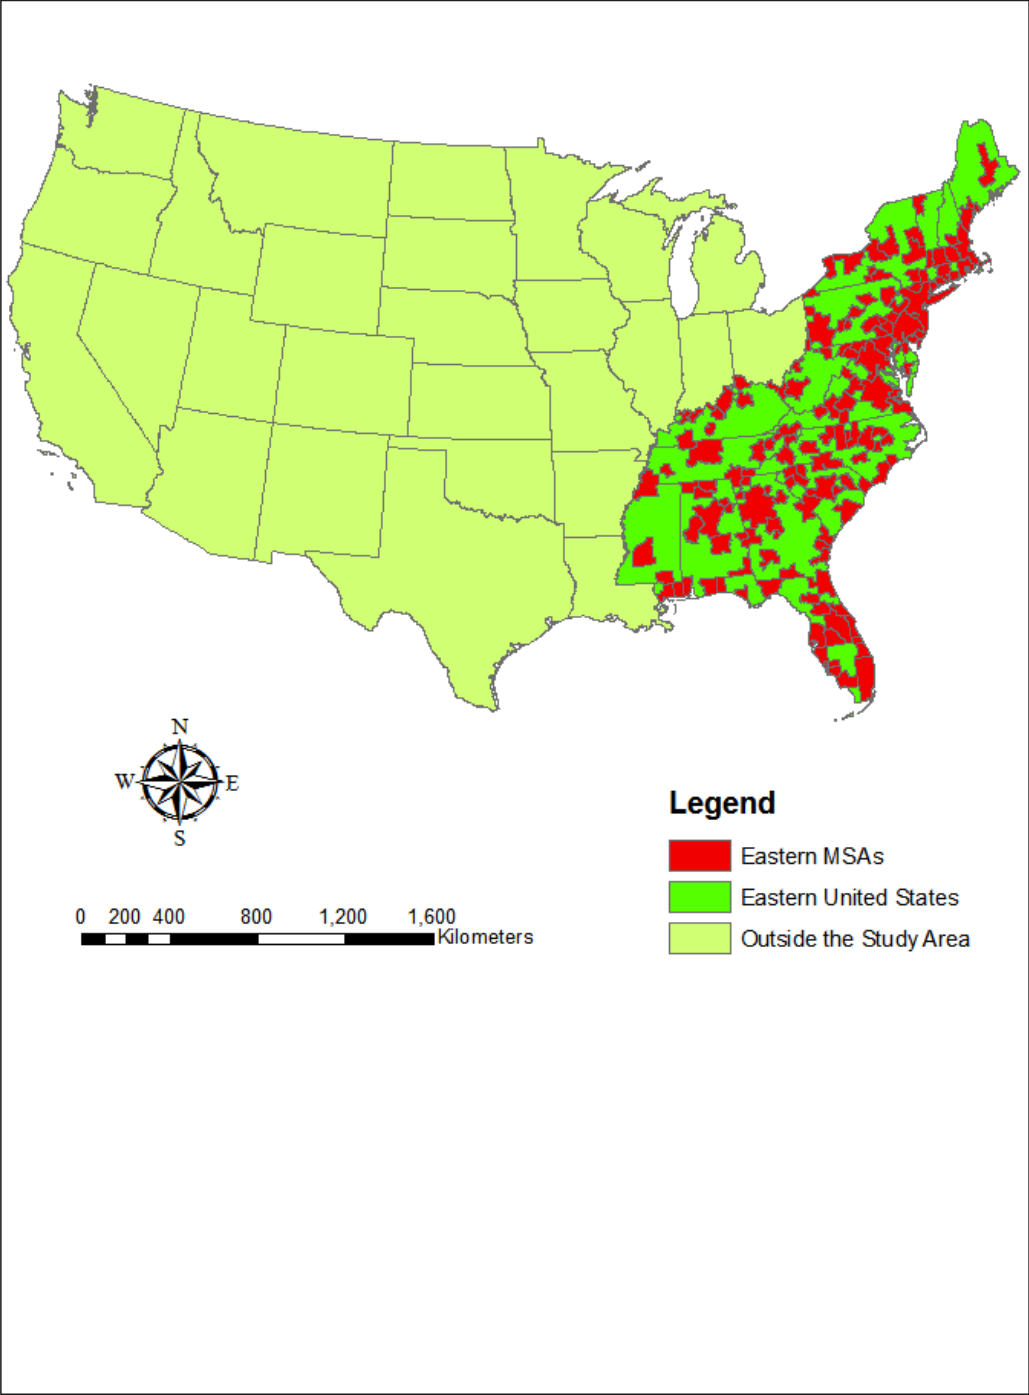 N
W E
S
Legend
Eastern MSAs
Eastern United States
Outside the Study Area
0 200 400 800 1,200 1,600
Kilometers